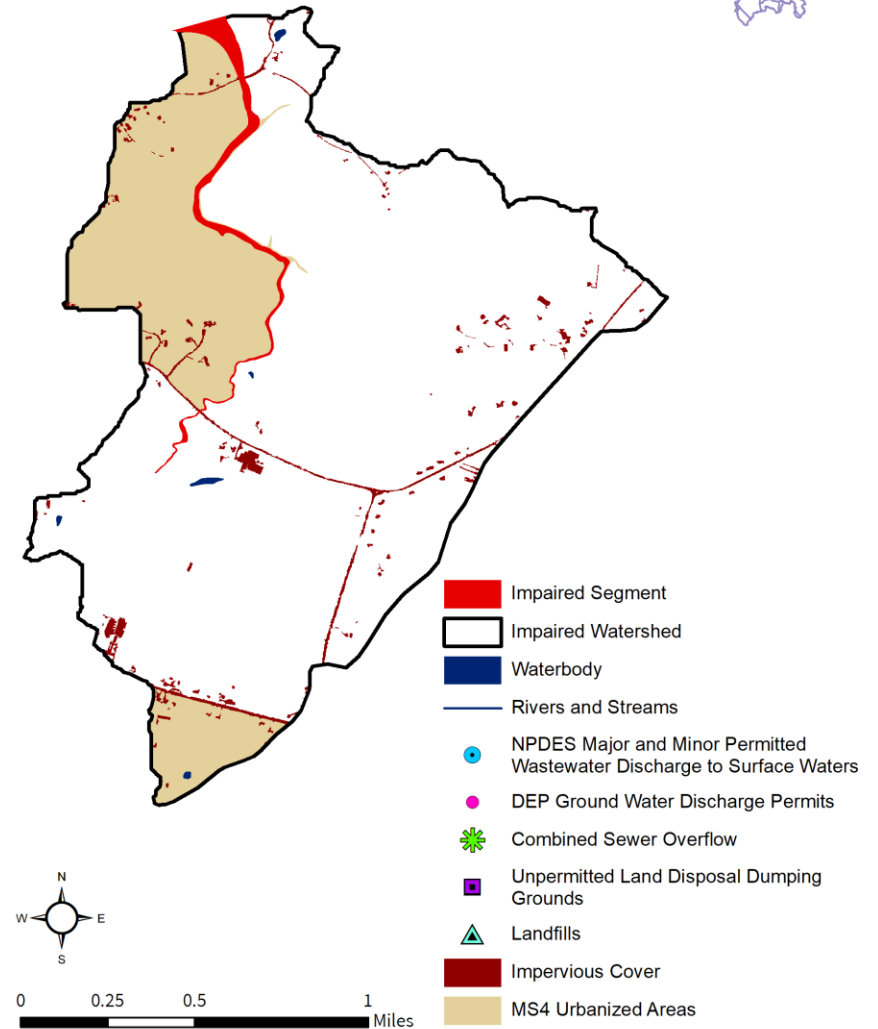 Impaired Segment
Impaired Watershed
Waterbody
Rivers and Streams
NPDES Major and Minor Permitted
Wastewater Discharge to Surface Waters
DEP Ground Water Discharge Permits
Combined Sewer Overflow
Unpermitted Land Disposal Dumping
Grounds
Landfills
Impervious Cover
MS4 Urbanized Areas
N
W E
S
0 0.25 0.5 1
Miles